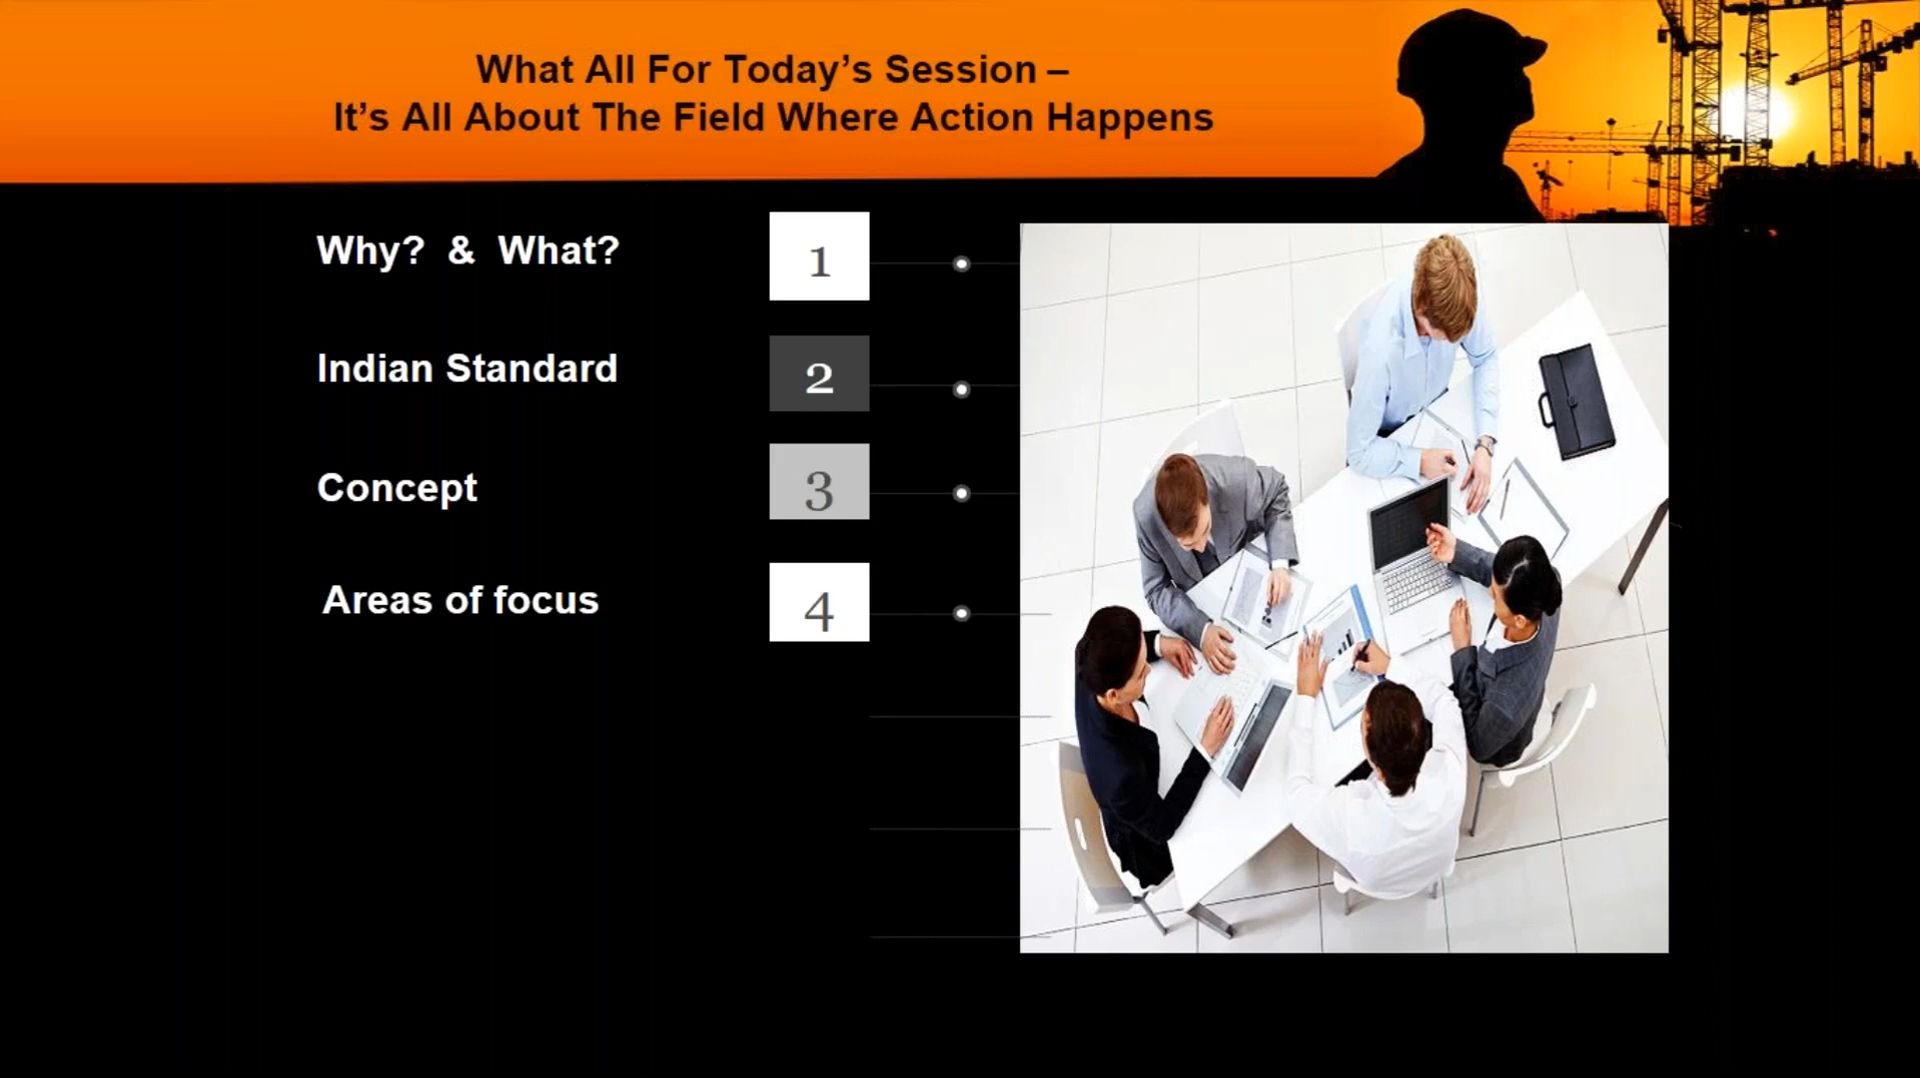 What All For Today's Session –
It's All About The Field Where Action Happens
Why? & What? 1
Indian Standard 2
Concept 3
Areas of focus 4